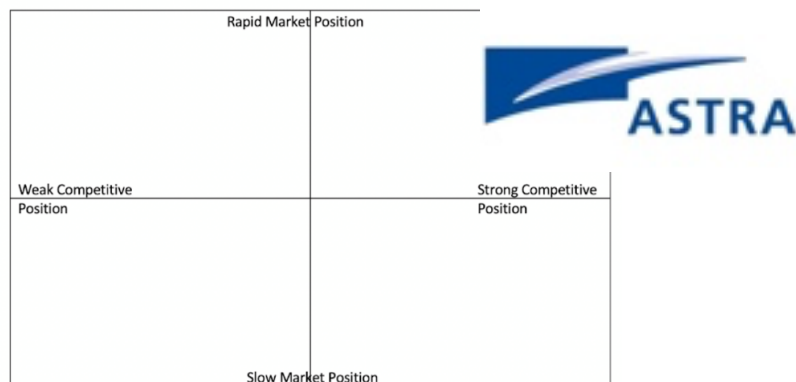 Rapid Market Position
ASTRA
Weak Competitive
Position
Strong Competitive
Position
Slow Market Position